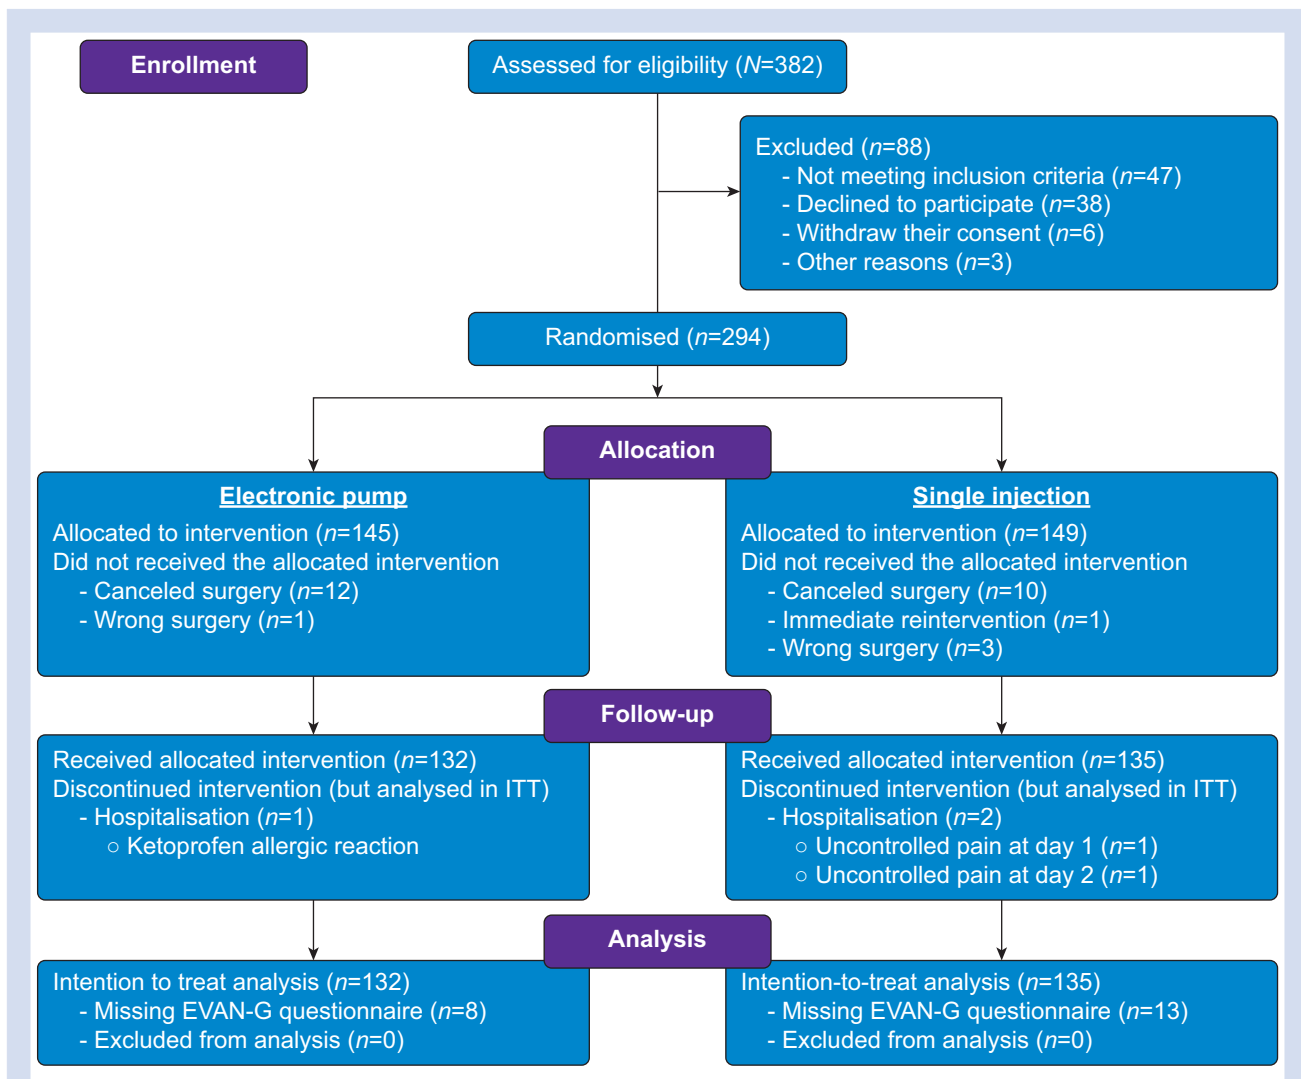 Enrollment
Assessed for eligibility (N=382)
Excluded (n=88)
- Not meeting inclusion criteria (n=47)
- Declined to participate (n=38)
- Withdraw their consent (n=6)
- Other reasons (n=3)
Randomised (n=294)
Allocation
Electronic pump
Allocated to intervention (n=145)
Did not received the allocated intervention
- Canceled surgery (n=12)
- Wrong surgery (n=1)
Single injection
Allocated to intervention (n=149)
Did not received the allocated intervention
- Canceled surgery (n=10)
- Immediate reintervention (n=1)
- Wrong surgery (n=3)
Follow-up
Received allocated intervention (n=132)
Discontinued intervention (but analysed in ITT)
- Hospitalisation (n=1)
○ Ketoprofen allergic reaction
Received allocated intervention (n=135)
Discontinued intervention (but analysed in ITT)
- Hospitalisation (n=2)
○ Uncontrolled pain at day 1 (n=1)
○ Uncontrolled pain at day 2 (n=1)
Analysis
Intention to treat analysis (n=132)
- Missing EVAN-G questionnaire (n=8)
- Excluded from analysis (n=0)
Intention-to-treat analysis (n=135)
- Missing EVAN-G questionnaire (n=13)
- Excluded from analysis (n=0)